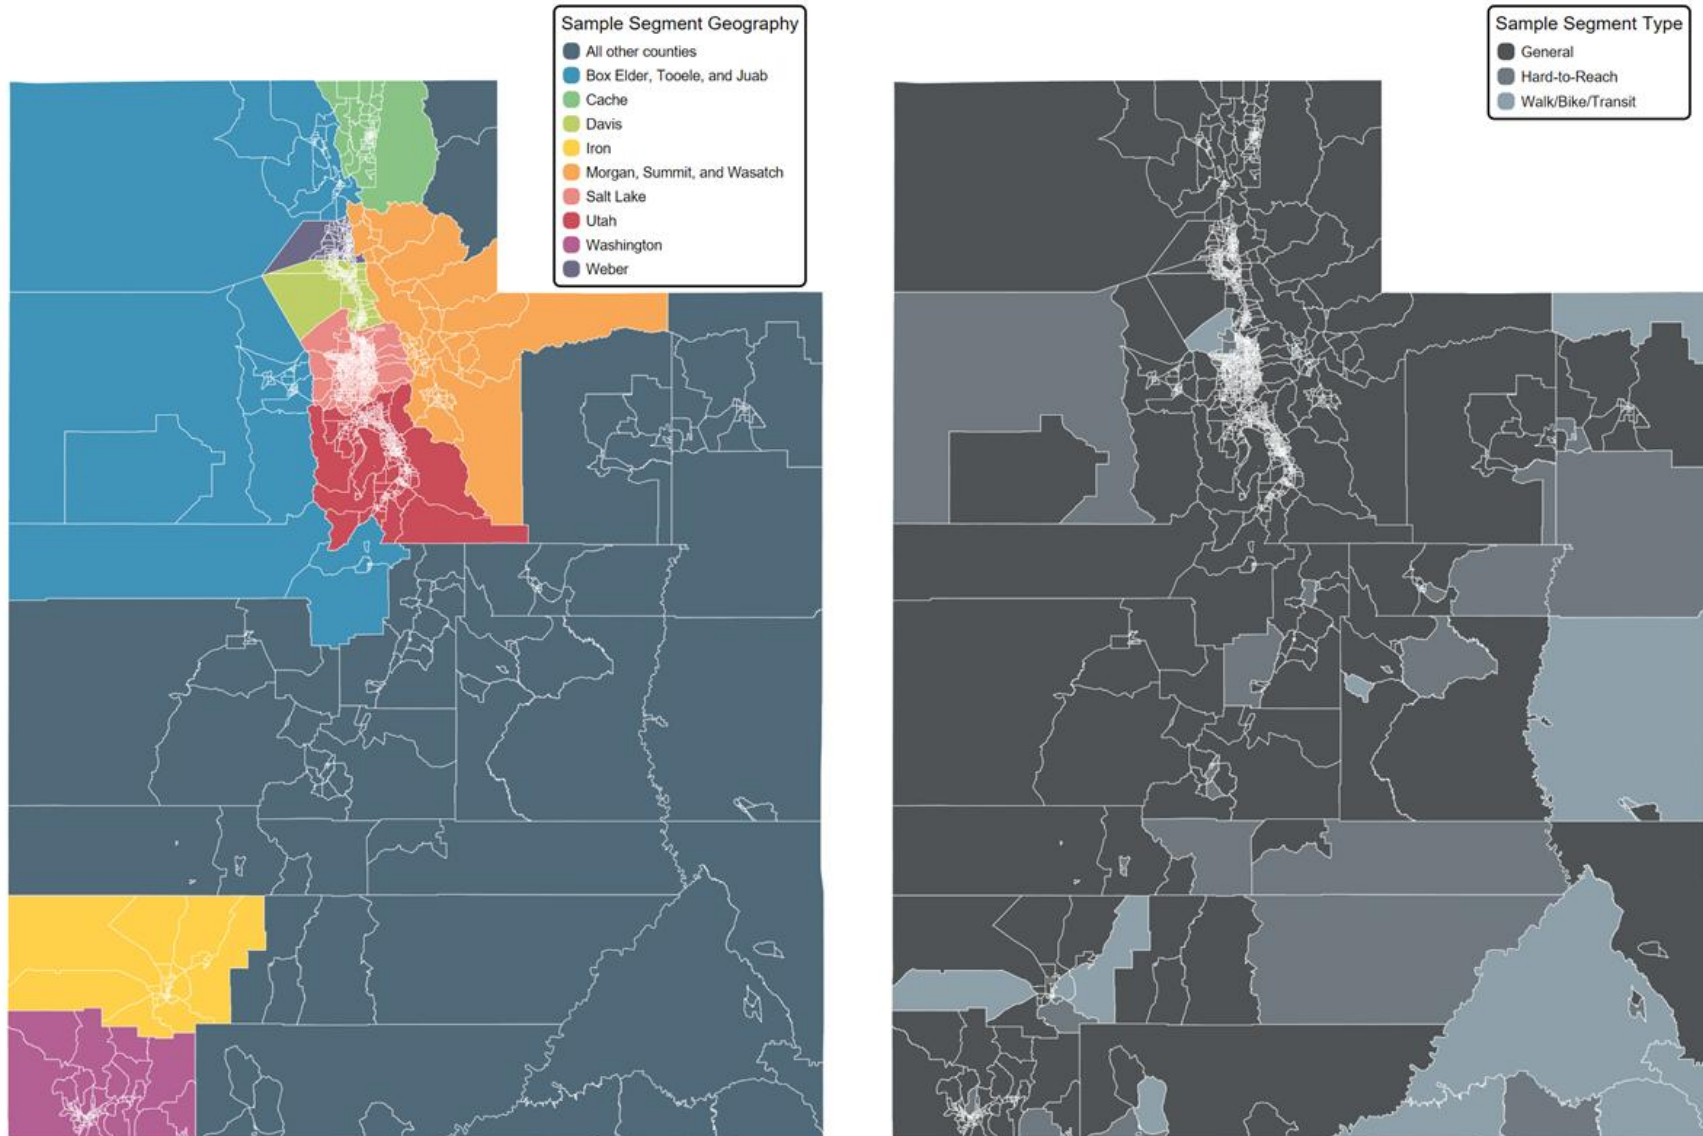 Sample Segment Geography
All other counties
Box Elder, Tooele, and Juab
Cache
Davis
Iron
Morgan, Summit, and Wasatch
Salt Lake
Utah
Washington
Weber
Sample Segment Type
General
Hard-to-Reach
Walk/Bike/Transit